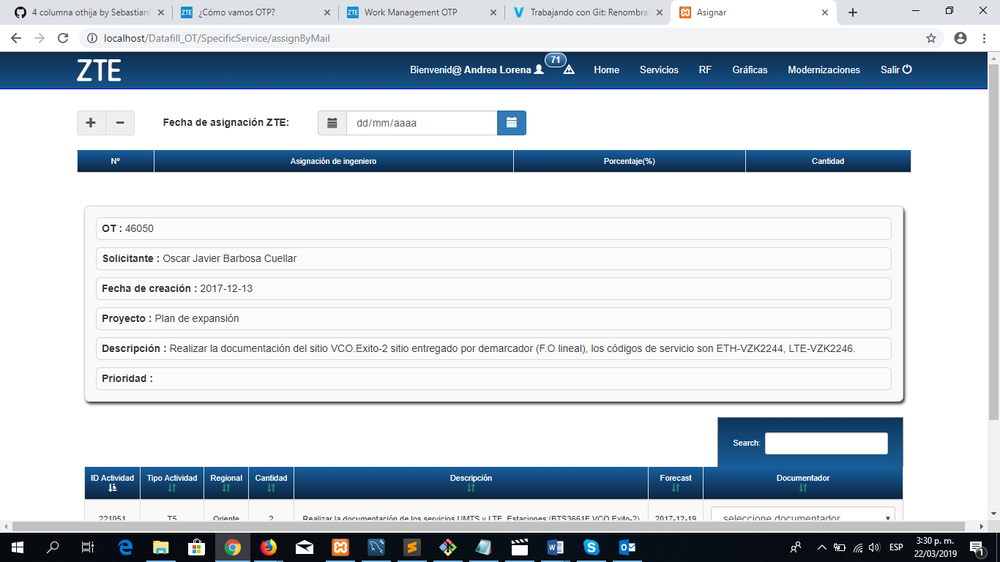 4 columna othija by Sebastian
¿Cómo vamos OTP?
Work Management OTP
Trabajando con Git: Renombra
Asignar
localhost/Datafill_OT/SpecificService/assignByMail
ZTE
Bienvenid@ Andrea Lorena 71 Home Servicios RF Gráficas Modernizaciones Salir
Fecha de asignación ZTE: dd/mm/aaaa
Nº Asignación de ingeniero Porcentaje(%) Cantidad
OT : 46050
Solicitante : Oscar Javier Barbosa Cuellar
Fecha de creación : 2017-12-13
Proyecto : Plan de expansión
Descripción : Realizar la documentación del sitio VCO.Exito-2 sitio entregado por demarcador (F.O lineal), los códigos de servicio son ETH-VZK2244, LTE-VZK2246.
Prioridad :
Search:
ID Actividad Tipo Actividad Regional Cantidad Descripción Forecast Documentador
221051 T5 Oriente 2 Realizar la documentación de los servicios UMTS y LTE. Estaciones:(BTS3661E VCO Exito-2) 2017-12-19 seleccione documentador
ESP
3:30 p. m.
22/03/2019
1